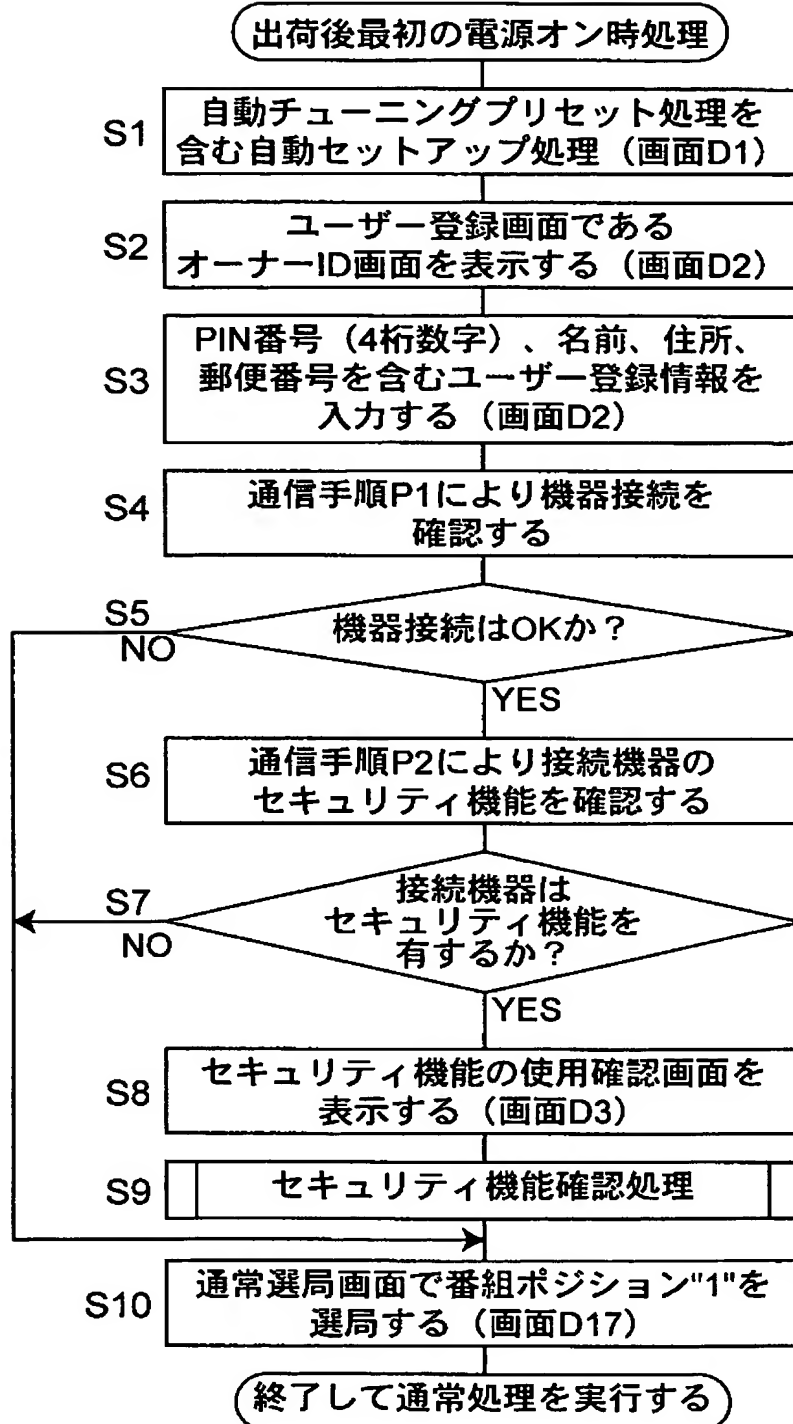 出荷後最初の電源オン時処理
S1
自動チューニングプリセット処理を
含む自動セットアップ処理（画面D1）
S2
ユーザー登録画面である
オーナーID画面を表示する（画面D2）
S3
PIN番号（4桁数字）、名前、住所、
郵便番号を含むユーザー登録情報を
入力する（画面D2）
S4
通信手順P1により機器接続を
確認する
S5
機器接続はOKか？
NO
YES
S6
通信手順P2により接続機器の
セキュリティ機能を確認する
S7
接続機器は
セキュリティ機能を
有するか？
NO
YES
S8
セキュリティ機能の使用確認画面を
表示する（画面D3）
S9
セキュリティ機能確認処理
S10
通常選局画面で番組ポジション"1"を
選局する（画面D17）
終了して通常処理を実行する